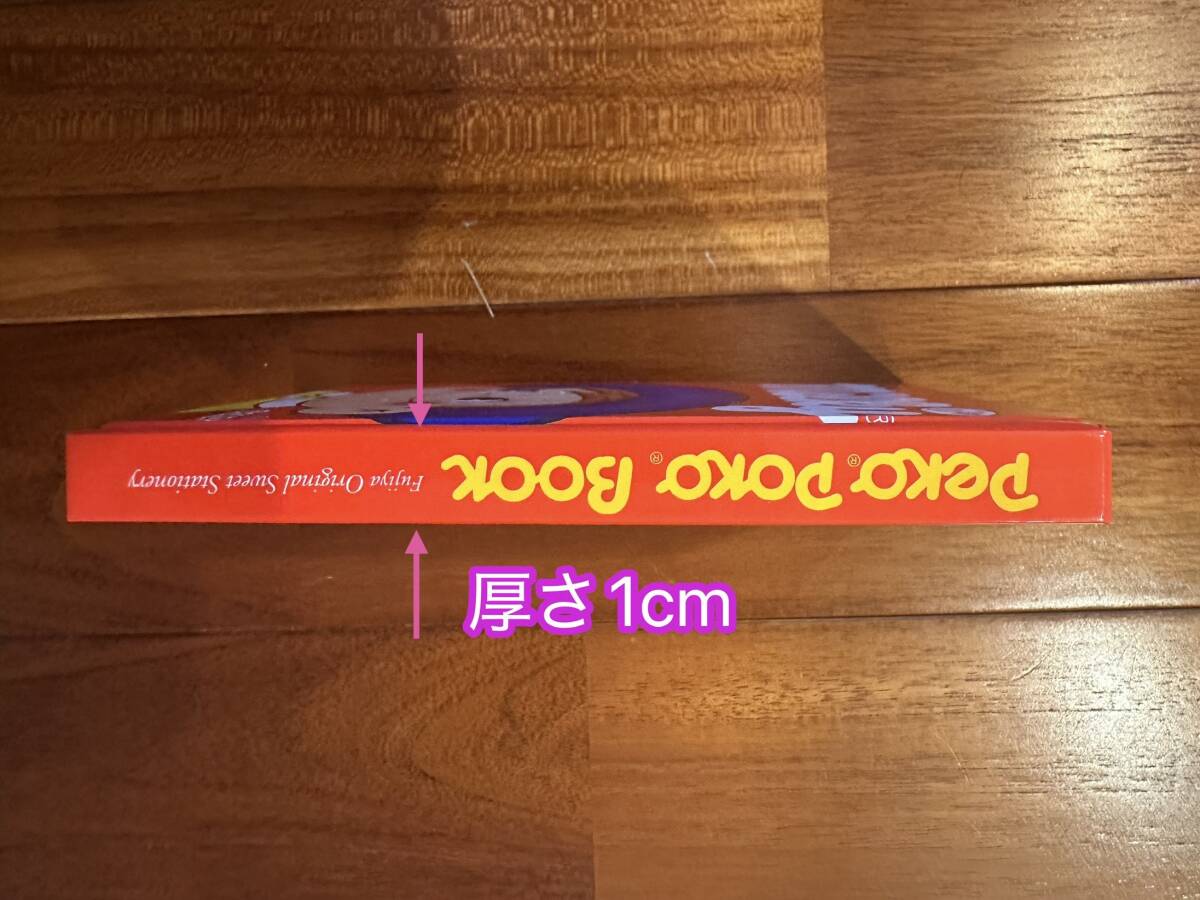 Peko® Poko® Book Fujiya Original Sweet Stationery
厚さ1cm